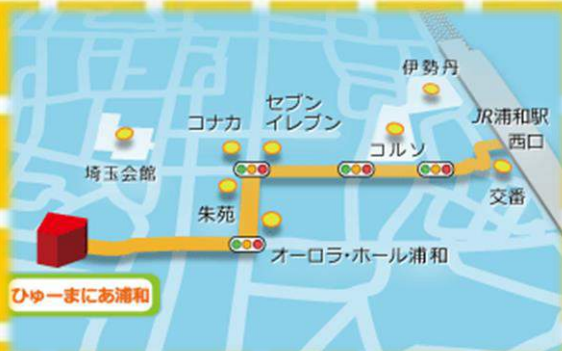 伊勢丹
セブン
イレブン
コナカ
JR浦和駅
西口
コルソ
埼玉会館
交番
朱苑
オーロラ・ホール浦和
ひゅーまにあ浦和